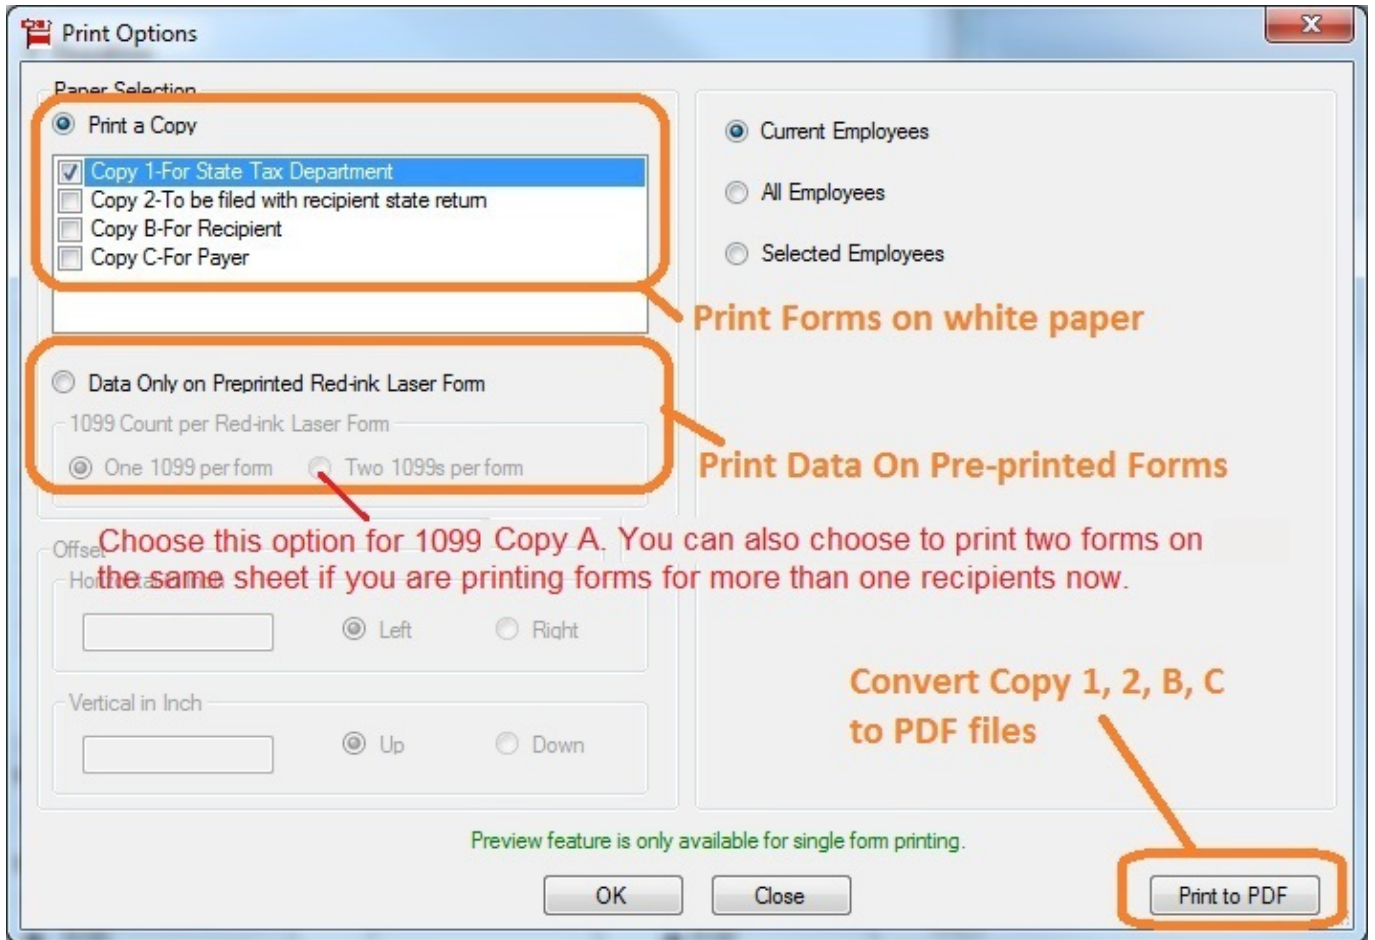 Print Options
Paper Selection
Print a Copy
Copy 1-For State Tax Department
Copy 2-To be filed with recipient state return
Copy B-For Recipient
Copy C-For Payer
Current Employees
All Employees
Selected Employees
Print Forms on white paper
Data Only on Preprinted Red-ink Laser Form
1099 Count per Red-ink Laser Form
One 1099 per form
Two 1099s per form
Print Data On Pre-printed Forms
Choose this option for 1099 Copy A. You can also choose to print two forms on
the same sheet if you are printing forms for more than one recipients now.
Offset
Left
Right
Vertical in Inch
Up
Down
Convert Copy 1, 2, B, C
to PDF files
Preview feature is only available for single form printing.
OK
Close
Print to PDF